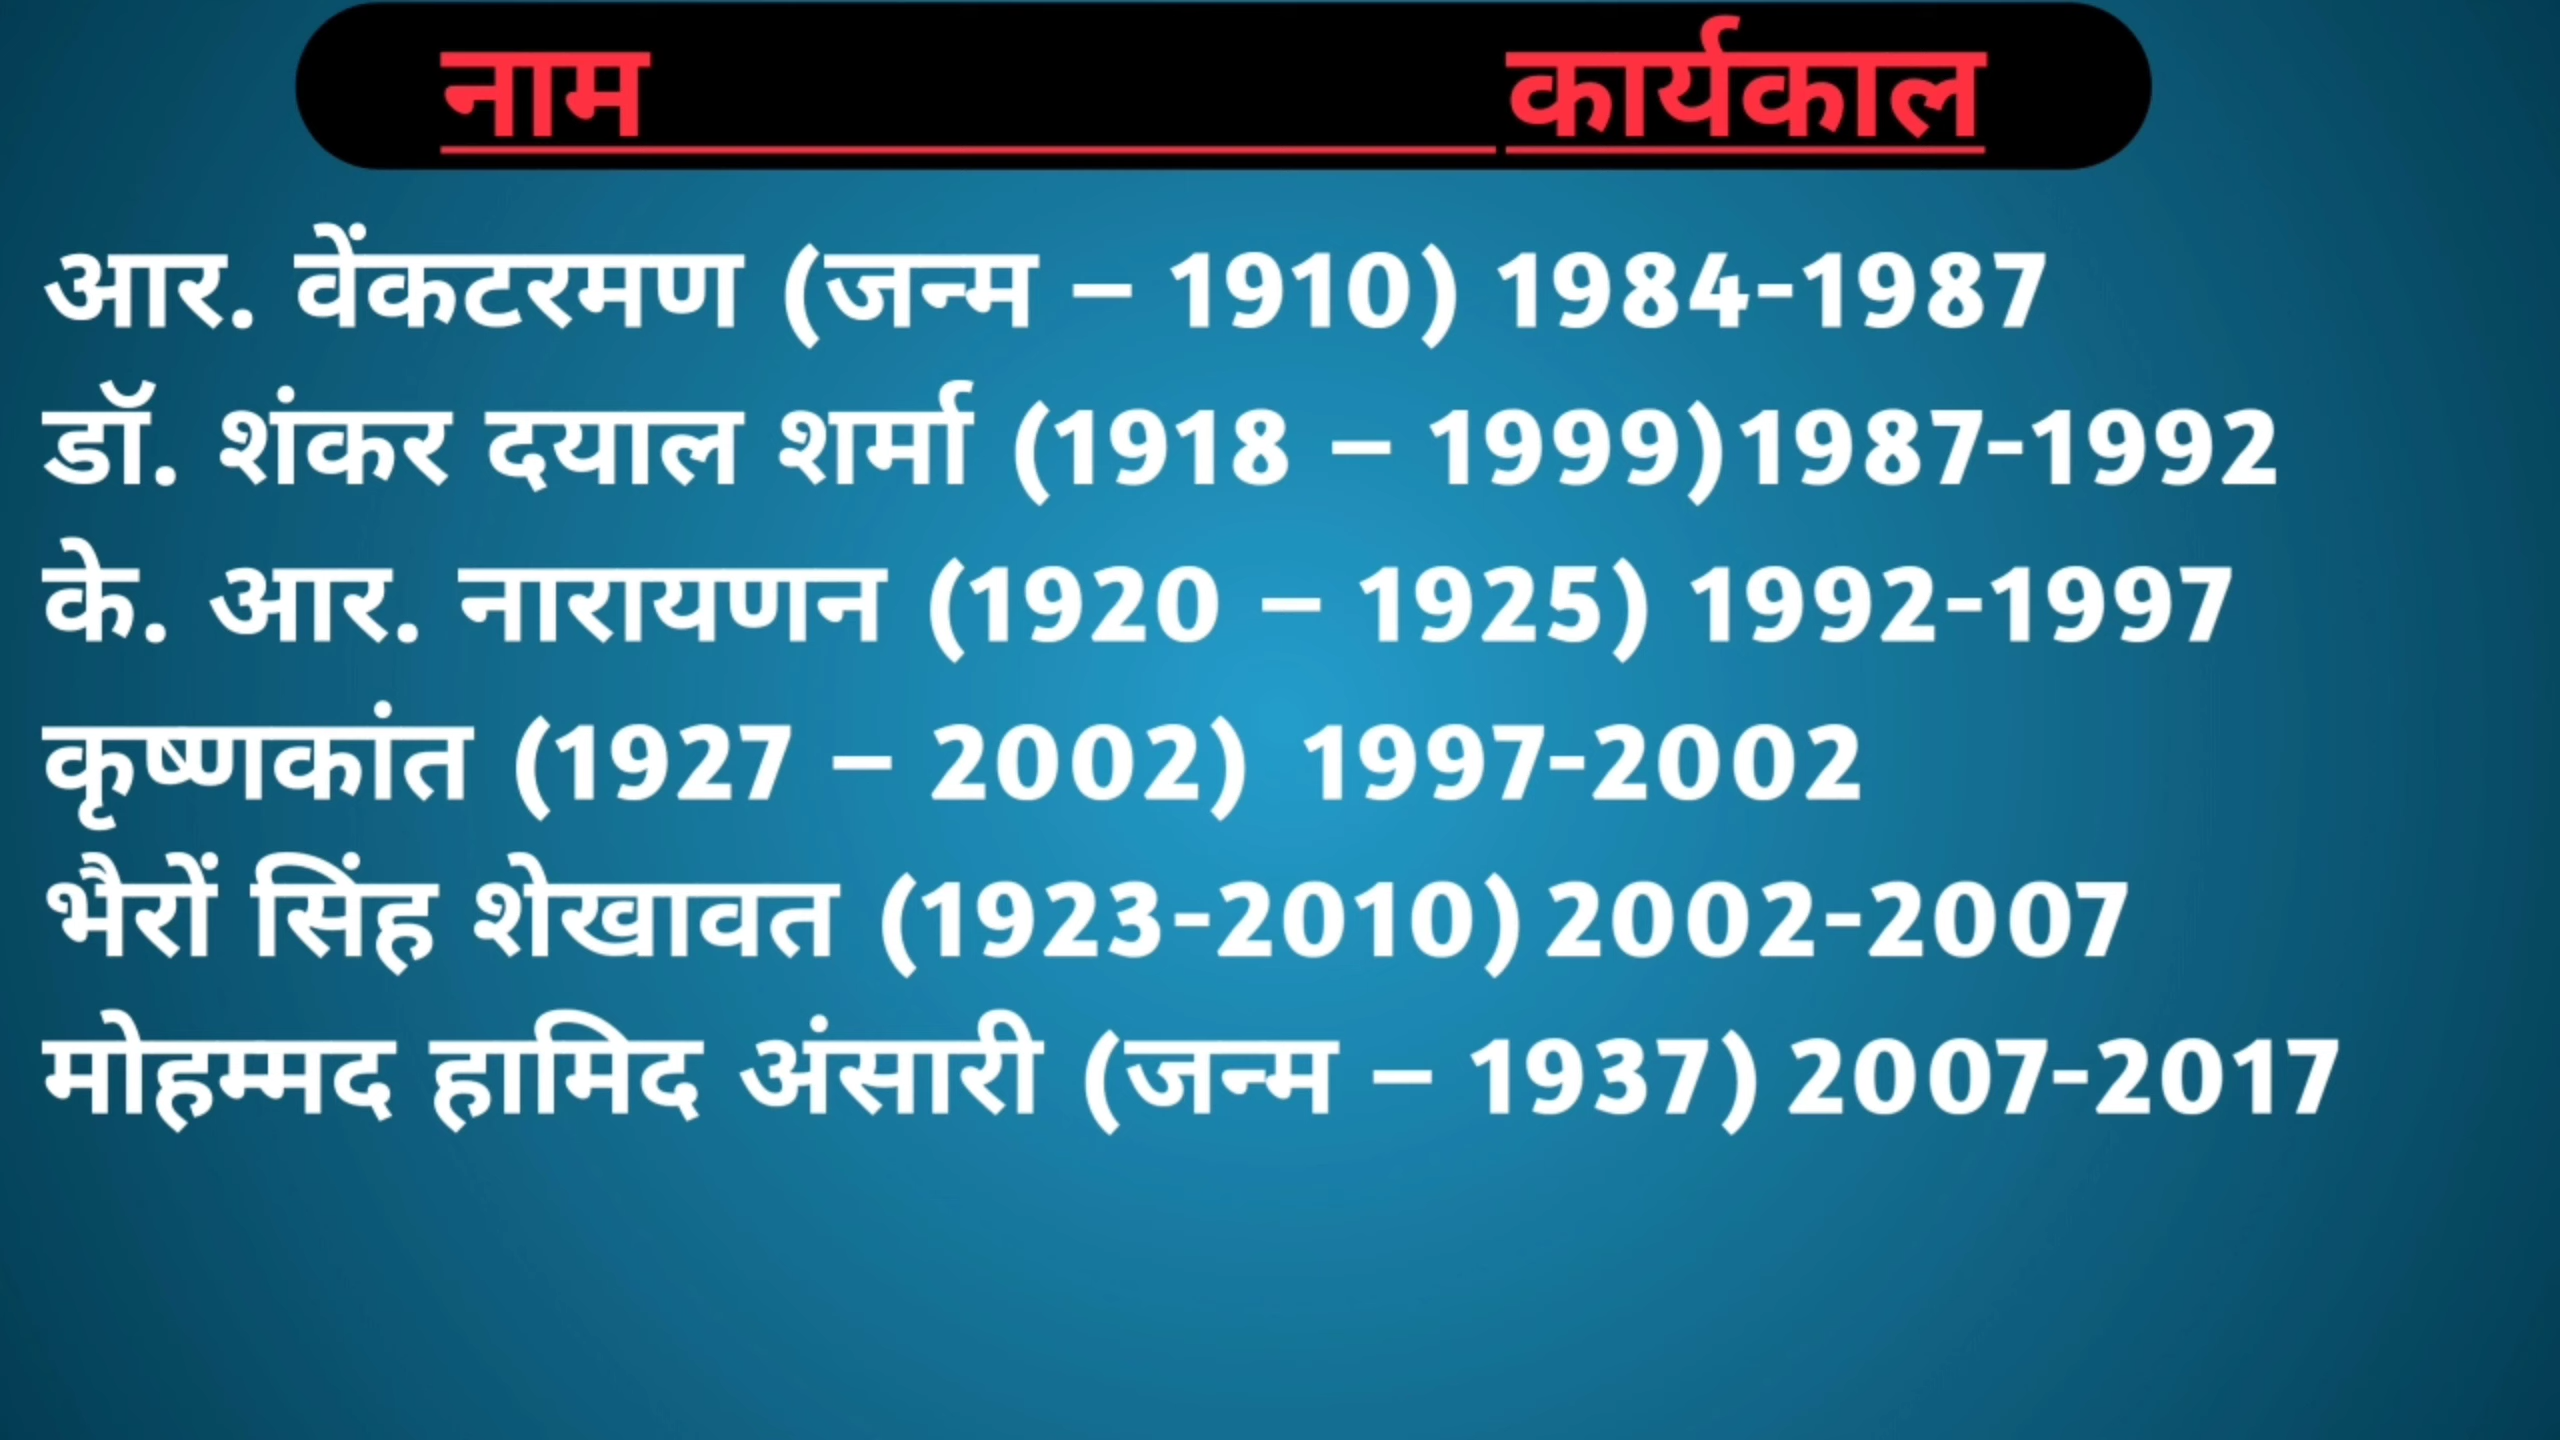 नाम कार्यकाल
आर. वेंकटरमण (जन्म – 1910) 1984-1987
डॉ. शंकर दयाल शर्मा (1918 – 1999)1987-1992
के. आर. नारायणन (1920 – 1925) 1992-1997
कृष्णकांत (1927 – 2002) 1997-2002
भैरों सिंह शेखावत (1923-2010) 2002-2007
मोहम्मद हामिद अंसारी (जन्म – 1937) 2007-2017